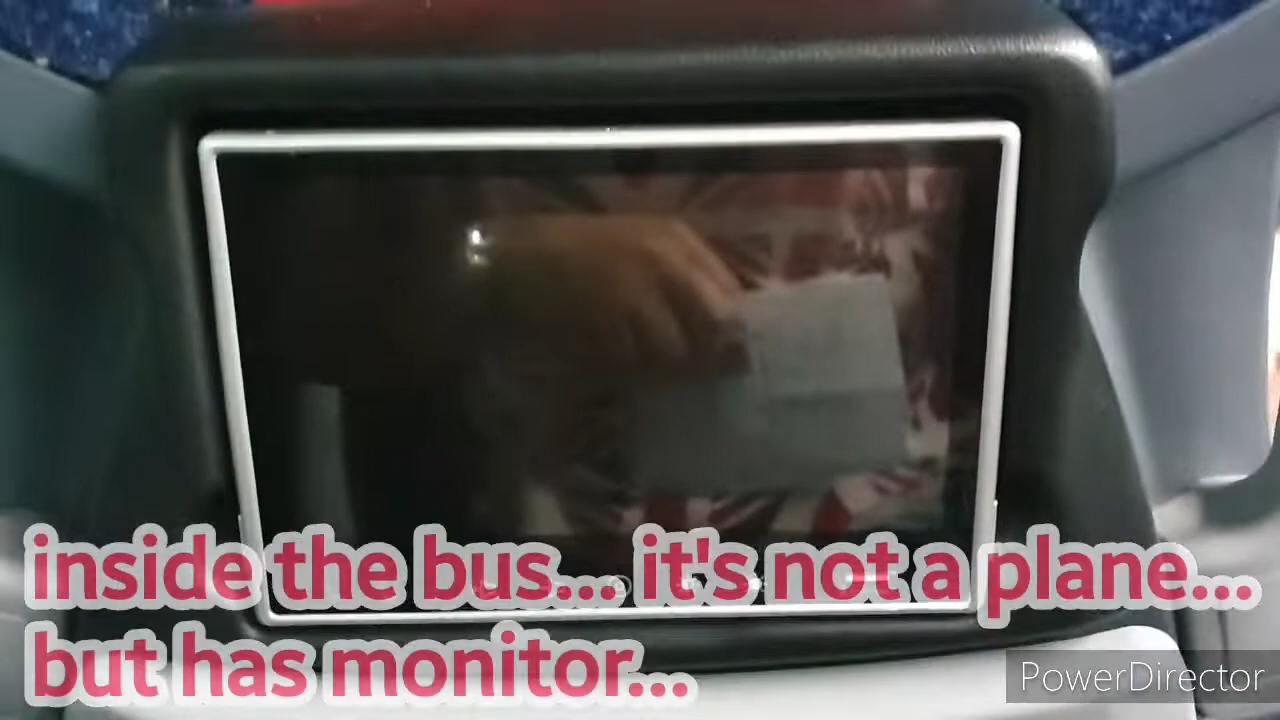 inside the bus... it's not a plane...
but has monitor...
PowerDirector